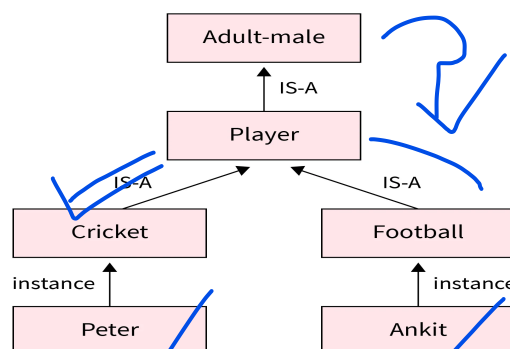 Adult-male
IS-A
Player
IS-A IS-A
Cricket Football
instance instance
Peter Ankit